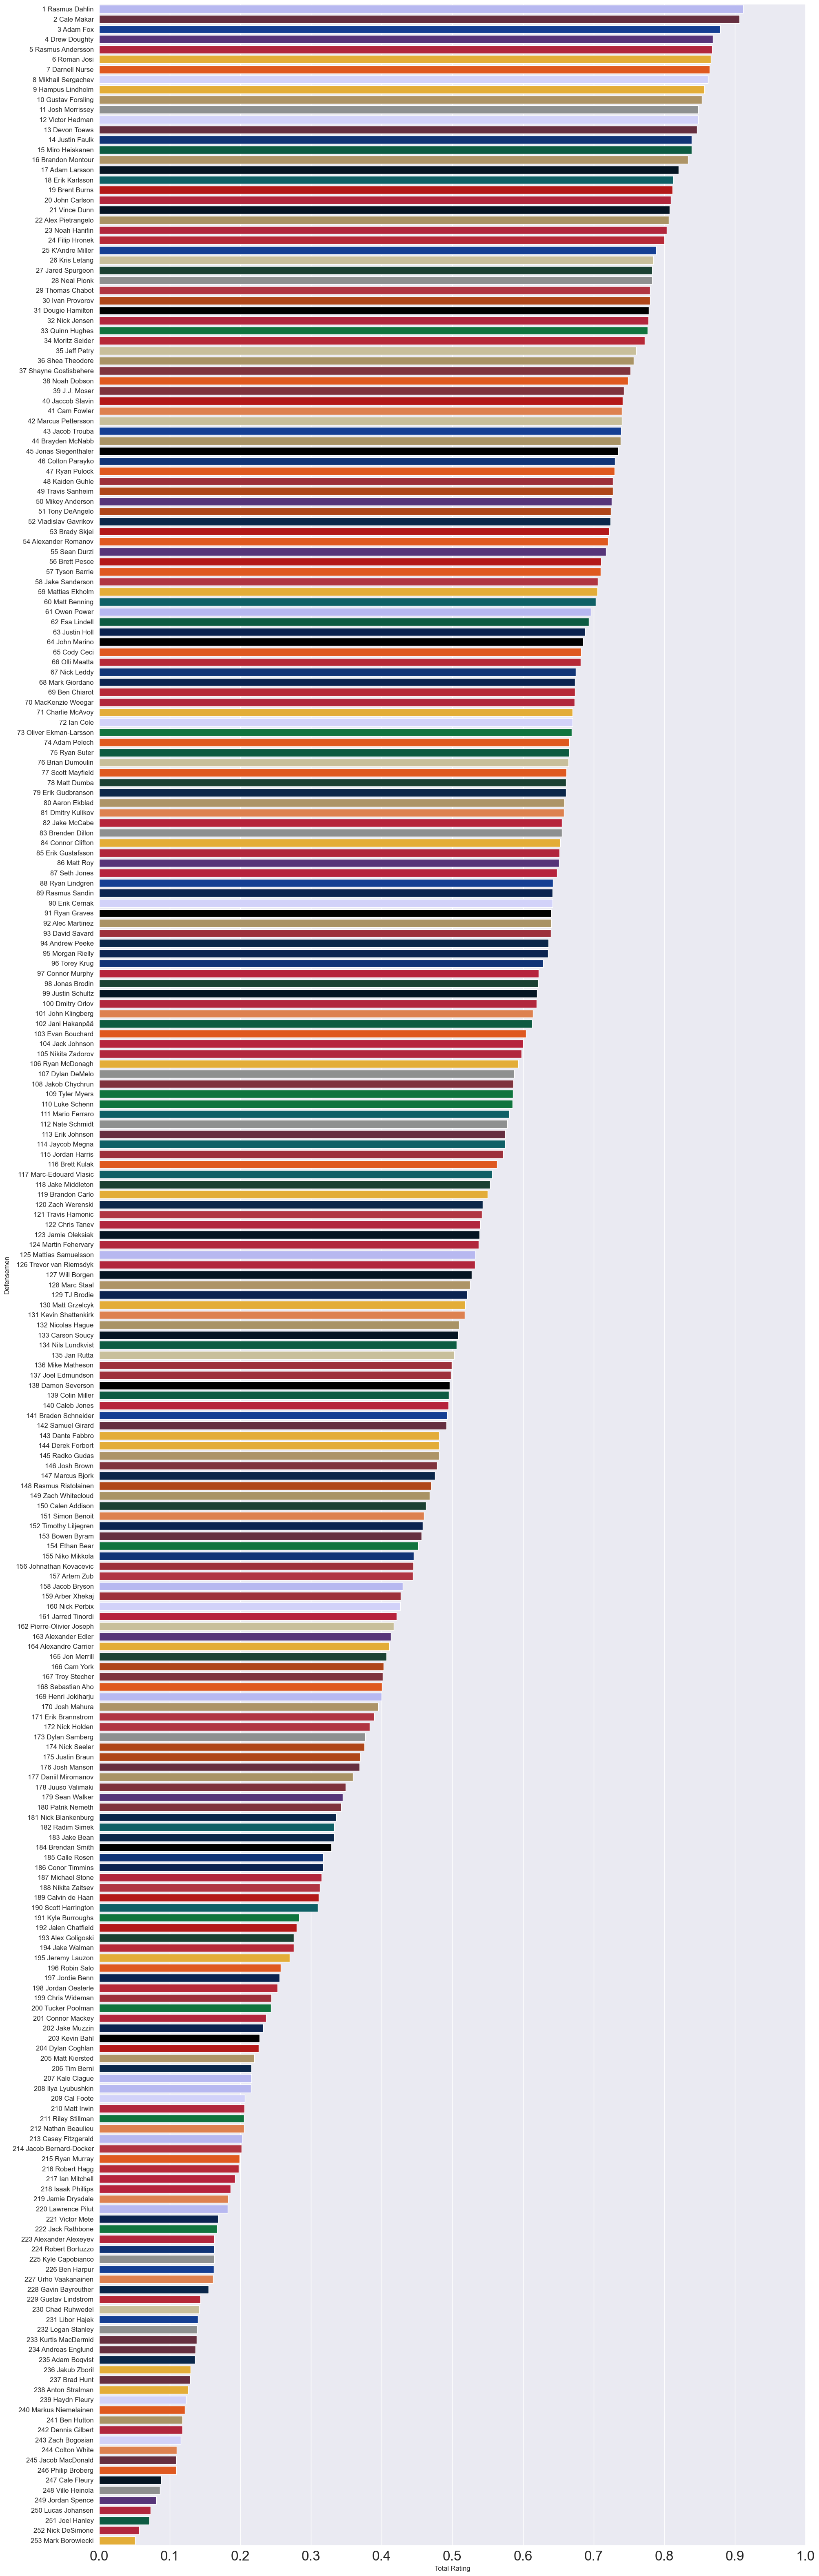 1 Rasmus Dahlin
2 Cale Makar
3 Adam Fox
4 Drew Doughty
5 Rasmus Andersson
6 Roman Josi
7 Darnell Nurse
8 Mikhail Sergachev
9 Hampus Lindholm
10 Gustav Forsling
11 Josh Morrissey
12 Victor Hedman
13 Devon Toews
14 Justin Faulk
15 Miro Heiskanen
16 Brandon Montour
17 Adam Larsson
18 Erik Karlsson
19 Brent Burns
20 John Carlson
21 Vince Dunn
22 Alex Pietrangelo
23 Noah Hanifin
24 Filip Hronek
25 K'Andre Miller
26 Kris Letang
27 Jared Spurgeon
28 Neal Pionk
29 Thomas Chabot
30 Ivan Provorov
31 Dougie Hamilton
32 Nick Jensen
33 Quinn Hughes
34 Moritz Seider
35 Jeff Petry
36 Shea Theodore
37 Shayne Gostisbehere
38 Noah Dobson
39 J.J. Moser
40 Jaccob Slavin
41 Cam Fowler
42 Marcus Pettersson
43 Jacob Trouba
44 Brayden McNabb
45 Jonas Siegenthaler
46 Colton Parayko
47 Ryan Pulock
48 Kaiden Guhle
49 Travis Sanheim
50 Mikey Anderson
51 Tony DeAngelo
52 Vladislav Gavrikov
53 Brady Skjei
54 Alexander Romanov
55 Sean Durzi
56 Brett Pesce
57 Tyson Barrie
58 Jake Sanderson
59 Mattias Ekholm
60 Matt Benning
61 Owen Power
62 Esa Lindell
63 Justin Holl
64 John Marino
65 Cody Ceci
66 Olli Maatta
67 Nick Leddy
68 Mark Giordano
69 Ben Chiarot
70 MacKenzie Weegar
71 Charlie McAvoy
72 Ian Cole
73 Oliver Ekman-Larsson
74 Adam Pelech
75 Ryan Suter
76 Brian Dumoulin
77 Scott Mayfield
78 Matt Dumba
79 Erik Gudbranson
80 Aaron Ekblad
81 Dmitry Kulikov
82 Jake McCabe
83 Brenden Dillon
84 Connor Clifton
85 Erik Gustafsson
86 Matt Roy
87 Seth Jones
88 Ryan Lindgren
89 Rasmus Sandin
90 Erik Cernak
91 Ryan Graves
92 Alec Martinez
93 David Savard
94 Andrew Peeke
95 Morgan Rielly
96 Torey Krug
97 Connor Murphy
98 Jonas Brodin
99 Justin Schultz
100 Dmitry Orlov
101 John Klingberg
102 Jani Hakanpää
103 Evan Bouchard
104 Jack Johnson
105 Nikita Zadorov
106 Ryan McDonagh
107 Dylan DeMelo
108 Jakob Chychrun
109 Tyler Myers
110 Luke Schenn
111 Mario Ferraro
112 Nate Schmidt
113 Erik Johnson
114 Jaycob Megna
115 Jordan Harris
116 Brett Kulak
117 Marc-Edouard Vlasic
118 Jake Middleton
119 Brandon Carlo
120 Zach Werenski
121 Travis Hamonic
122 Chris Tanev
123 Jamie Oleksiak
124 Martin Fehervary
125 Mattias Samuelsson
126 Trevor van Riemsdyk
127 Will Borgen
128 Marc Staal
129 TJ Brodie
130 Matt Grzelcyk
131 Kevin Shattenkirk
132 Nicolas Hague
133 Carson Soucy
134 Nils Lundkvist
135 Jan Rutta
136 Mike Matheson
137 Joel Edmundson
138 Damon Severson
139 Colin Miller
140 Caleb Jones
141 Braden Schneider
142 Samuel Girard
143 Dante Fabbro
144 Derek Forbort
145 Radko Gudas
146 Josh Brown
147 Marcus Bjork
148 Rasmus Ristolainen
149 Zach Whitecloud
150 Calen Addison
151 Simon Benoit
152 Timothy Liljegren
153 Bowen Byram
154 Ethan Bear
155 Niko Mikkola
156 Johnathan Kovacevic
157 Artem Zub
158 Jacob Bryson
159 Arber Xhekaj
160 Nick Perbix
161 Jarred Tinordi
162 Pierre-Olivier Joseph
163 Alexander Edler
164 Alexandre Carrier
165 Jon Merrill
166 Cam York
167 Troy Stecher
168 Sebastian Aho
169 Henri Jokiharju
170 Josh Mahura
171 Erik Brannstrom
172 Nick Holden
173 Dylan Samberg
174 Nick Seeler
175 Justin Braun
176 Josh Manson
177 Daniil Miromanov
178 Juuso Valimaki
179 Sean Walker
180 Patrik Nemeth
181 Nick Blankenburg
182 Radim Simek
183 Jake Bean
184 Brendan Smith
185 Calle Rosen
186 Conor Timmins
187 Michael Stone
188 Nikita Zaitsev
189 Calvin de Haan
190 Scott Harrington
191 Kyle Burroughs
192 Jalen Chatfield
193 Alex Goligoski
194 Jake Walman
195 Jeremy Lauzon
196 Robin Salo
197 Jordie Benn
198 Jordan Oesterle
199 Chris Wideman
200 Tucker Poolman
201 Connor Mackey
202 Jake Muzzin
203 Kevin Bahl
204 Dylan Coghlan
205 Matt Kiersted
206 Tim Berni
207 Kale Clague
208 Ilya Lyubushkin
209 Cal Foote
210 Matt Irwin
211 Riley Stillman
212 Nathan Beaulieu
213 Casey Fitzgerald
214 Jacob Bernard-Docker
215 Ryan Murray
216 Robert Hagg
217 Ian Mitchell
218 Isaak Phillips
219 Jamie Drysdale
220 Lawrence Pilut
221 Victor Mete
222 Jack Rathbone
223 Alexander Alexeyev
224 Robert Bortuzzo
225 Kyle Capobianco
226 Ben Harpur
227 Urho Vaakanainen
228 Gavin Bayreuther
229 Gustav Lindstrom
230 Chad Ruhwedel
231 Libor Hajek
232 Logan Stanley
233 Kurtis MacDermid
234 Andreas Englund
235 Adam Boqvist
236 Jakub Zboril
237 Brad Hunt
238 Anton Stralman
239 Haydn Fleury
240 Markus Niemelainen
241 Ben Hutton
242 Dennis Gilbert
243 Zach Bogosian
244 Colton White
245 Jacob MacDonald
246 Philip Broberg
247 Cale Fleury
248 Ville Heinola
249 Jordan Spence
250 Lucas Johansen
251 Joel Hanley
252 Nick DeSimone
253 Mark Borowiecki
Defensemen
0.0 0.1 0.2 0.3 0.4 0.5 0.6 0.7 0.8 0.9 1.0
Total Rating